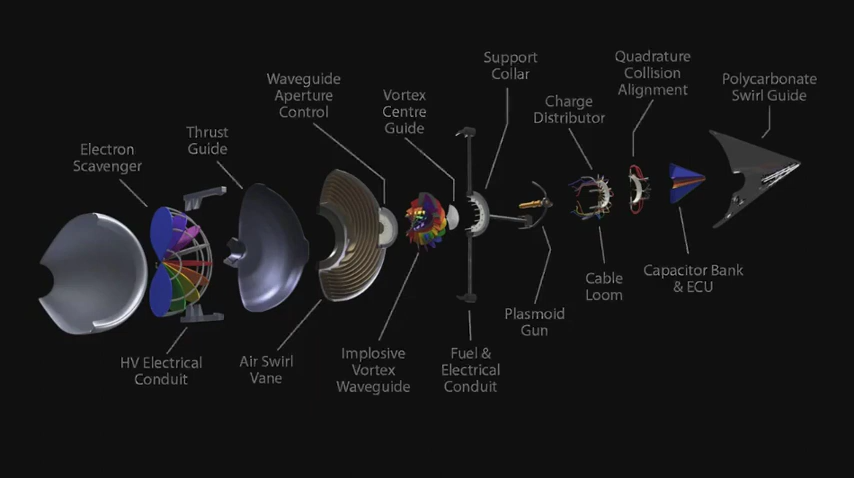 Support
Collar
Quadrature
Collision
Alignment
Waveguide
Aperture
Control
Polycarbonate
Swirl Guide
Vortex
Centre
Guide
Charge
Distributor
Thrust
Guide
Electron
Scavenger
Capacitor Bank
& ECU
Cable
Loom
Plasmoid
Gun
HV Electrical
Conduit
Air Swirl
Vane
Implosive
Vortex
Waveguide
Fuel &
Electrical
Conduit